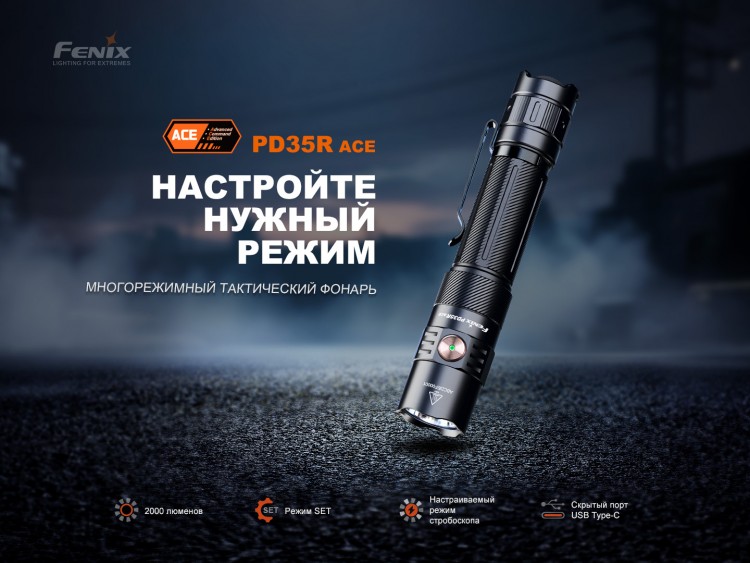 FENIX
LIGHTING FOR EXTREMES
ACE
Advanced
Command
Edition
PD35R ACE
НАСТРОЙТЕ
НУЖНЫЙ
РЕЖИМ
МНОГОРЕЖИМНЫЙ ТАКТИЧЕСКИЙ ФОНАРЬ
Fenix PD35R ACE
2000 люменов
SET
Режим SET
Настраиваемый
режим
стробоскопа
Скрытый порт
USB Type-C